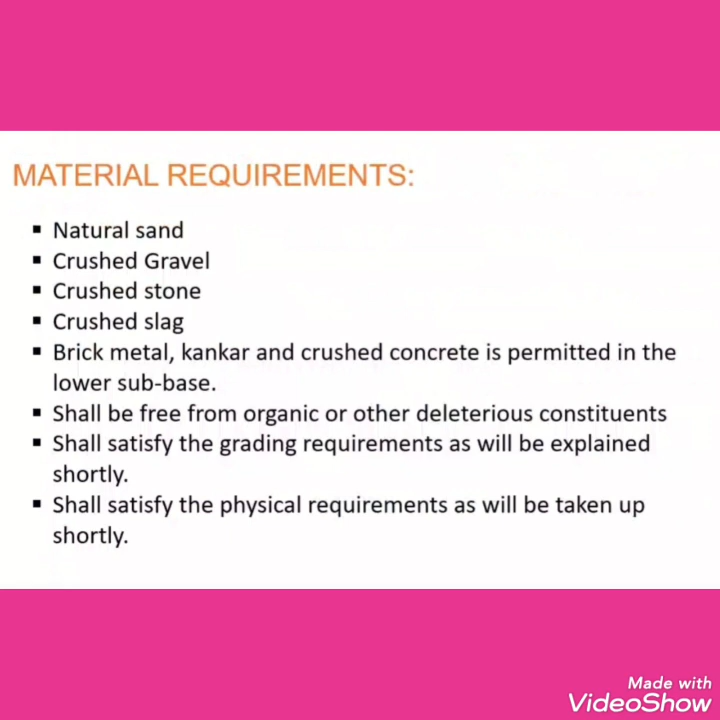 MATERIAL REQUIREMENTS:
▪ Natural sand
▪ Crushed Gravel
▪ Crushed stone
▪ Crushed slag
▪ Brick metal, kankar and crushed concrete is permitted in the
lower sub-base.
▪ Shall be free from organic or other deleterious constituents
▪ Shall satisfy the grading requirements as will be explained
shortly.
▪ Shall satisfy the physical requirements as will be taken up
shortly.
Made with
VideoShow